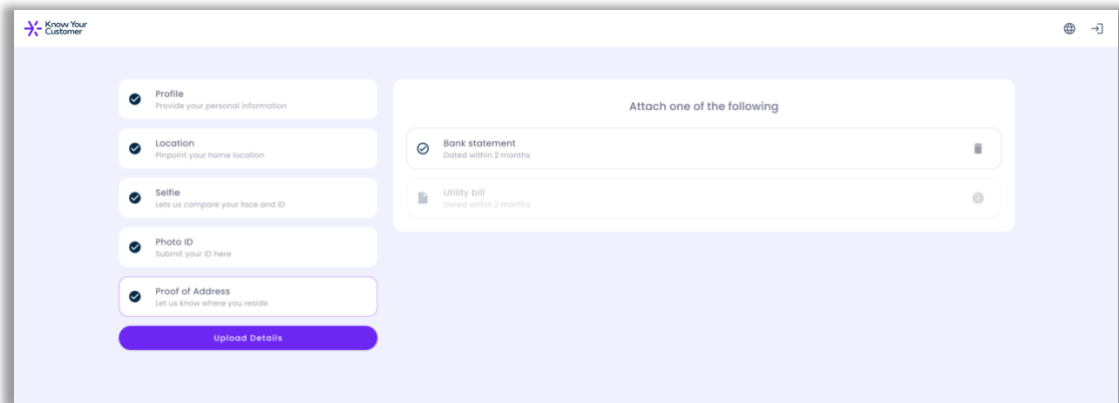 Know Your
Customer
Profile
Provide your personal information
Location
Pinpoint your home location
Selfie
Lets us compare your face and ID
Photo ID
Submit your ID here
Proof of Address
Let us know where you reside
Upload Details
Attach one of the following
Bank statement
Dated within 2 months
Utility bill
Dated within 2 months